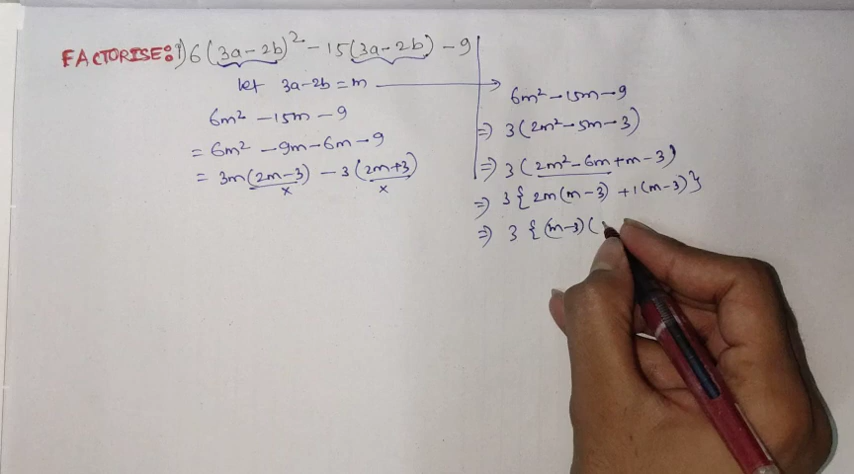 FACTORISE: 1) 6(3a-2b)² - 15(3a-2b) - 9
let 3a-2b = m
6m² - 15m - 9
= 6m² - 9m - 6m - 9
= 3m(2m-3) - 3(2m+3)
x x
6m² - 15m - 9
⇒ 3(2m² - 5m - 3)
⇒ 3(2m² - 6m + m - 3)
⇒ 3{2m(m-3) + 1(m-3)}
⇒ 3{(m-3)(